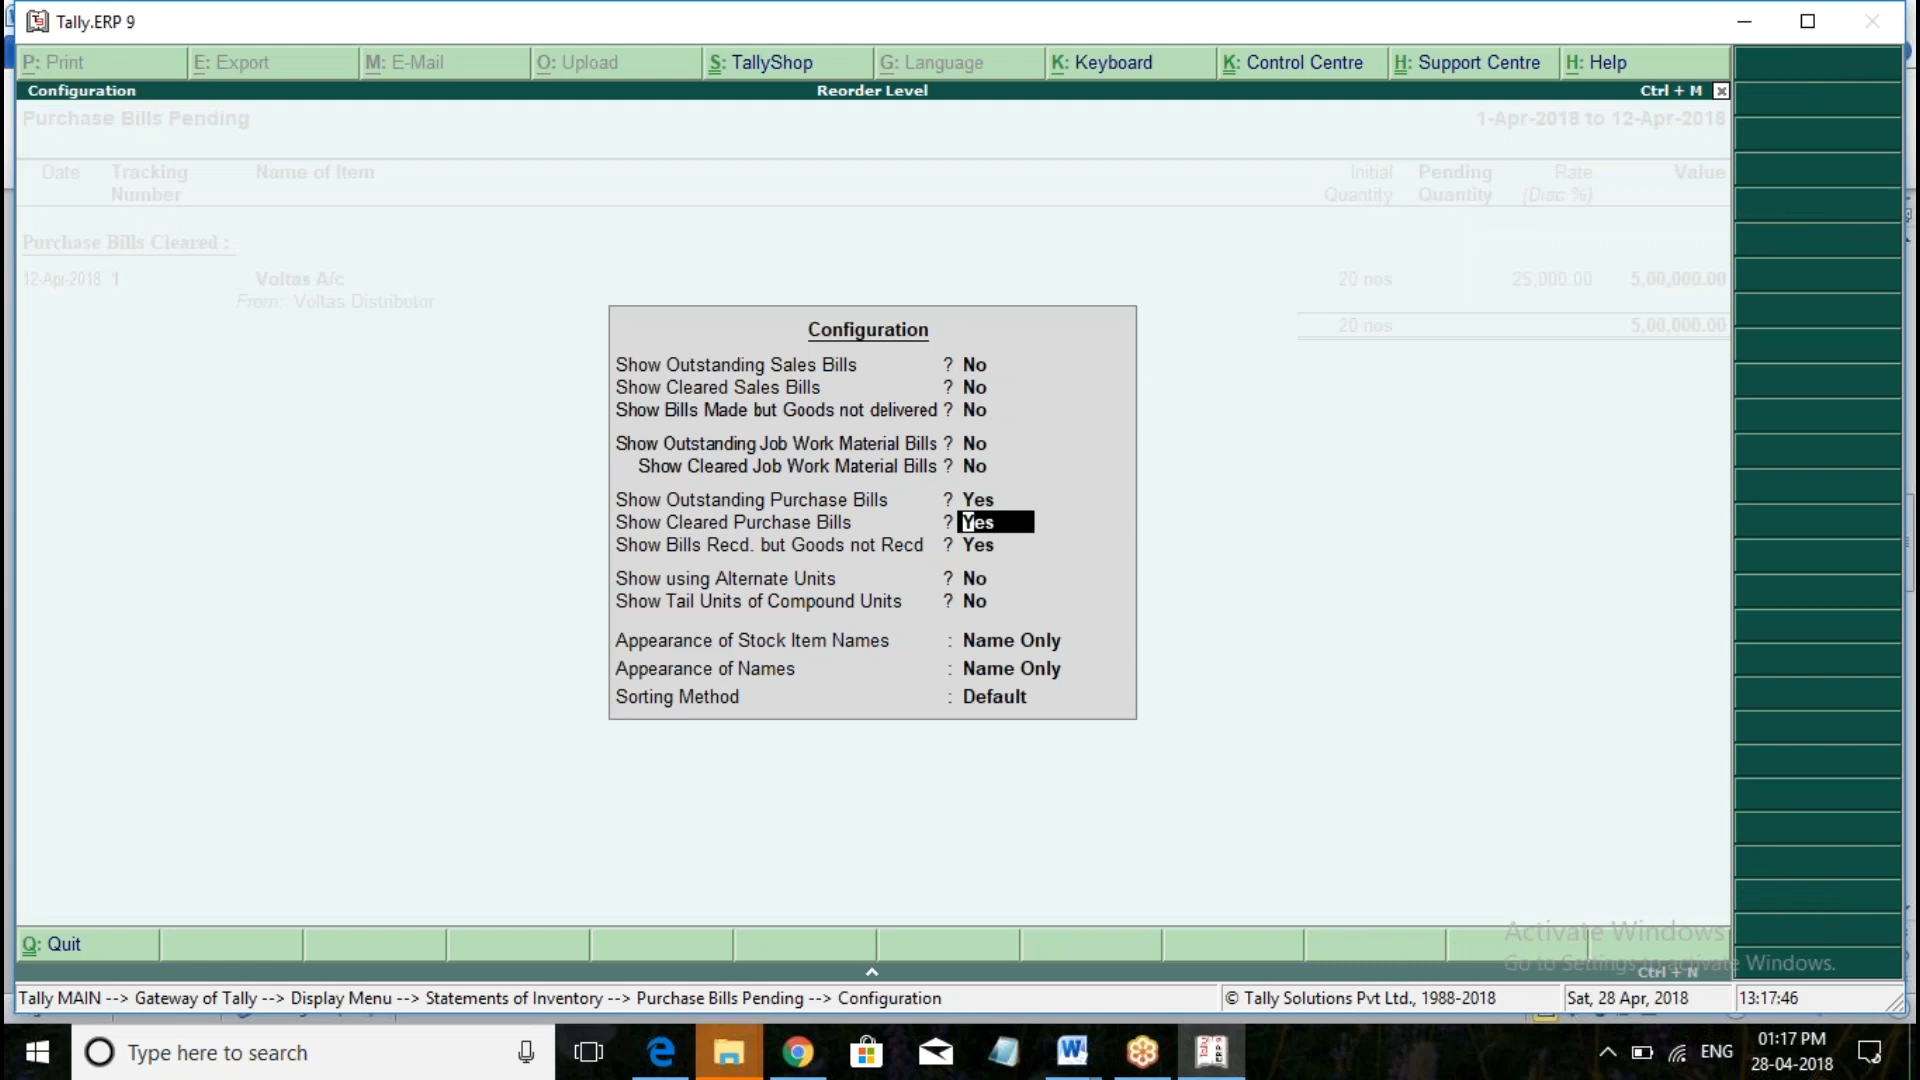 Tally.ERP 9
P: Print E: Export M: E-Mail O: Upload S: TallyShop G: Language K: Keyboard K: Control Centre H: Support Centre H: Help
Configuration Reorder Level Ctrl + M
Purchase Bills Pending 1-Apr-2018 to 12-Apr-2018
Date Tracking Name of Item Initial Pending Rate Value
Number Quantity Quantity (Disc %)
Purchase Bills Cleared :
12-Apr-2018 1 Voltas A/c 20 nos 25,000.00 5,00,000.00
From : Voltas Distributor
20 nos 5,00,000.00
Configuration
Show Outstanding Sales Bills ? No
Show Cleared Sales Bills ? No
Show Bills Made but Goods not delivered ? No
Show Outstanding Job Work Material Bills ? No
Show Cleared Job Work Material Bills ? No
Show Outstanding Purchase Bills ? Yes
Show Cleared Purchase Bills ? Yes
Show Bills Recd. but Goods not Recd ? Yes
Show using Alternate Units ? No
Show Tail Units of Compound Units ? No
Appearance of Stock Item Names : Name Only
Appearance of Names : Name Only
Sorting Method : Default
Activate Windows
Q: Quit
Go to Settings to activate Windows.
Ctrl + N
Tally MAIN --> Gateway of Tally --> Display Menu --> Statements of Inventory --> Purchase Bills Pending --> Configuration © Tally Solutions Pvt Ltd., 1988-2018 Sat, 28 Apr, 2018 13:17:46
Type here to search ENG 01:17 PM
28-04-2018